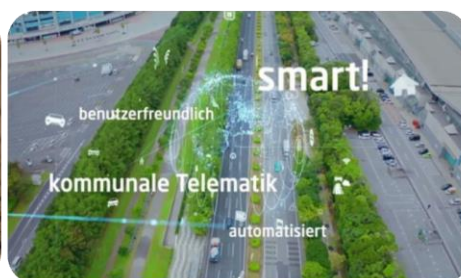 smart!
benutzerfreundlich
kommunale Telematik
automatisiert